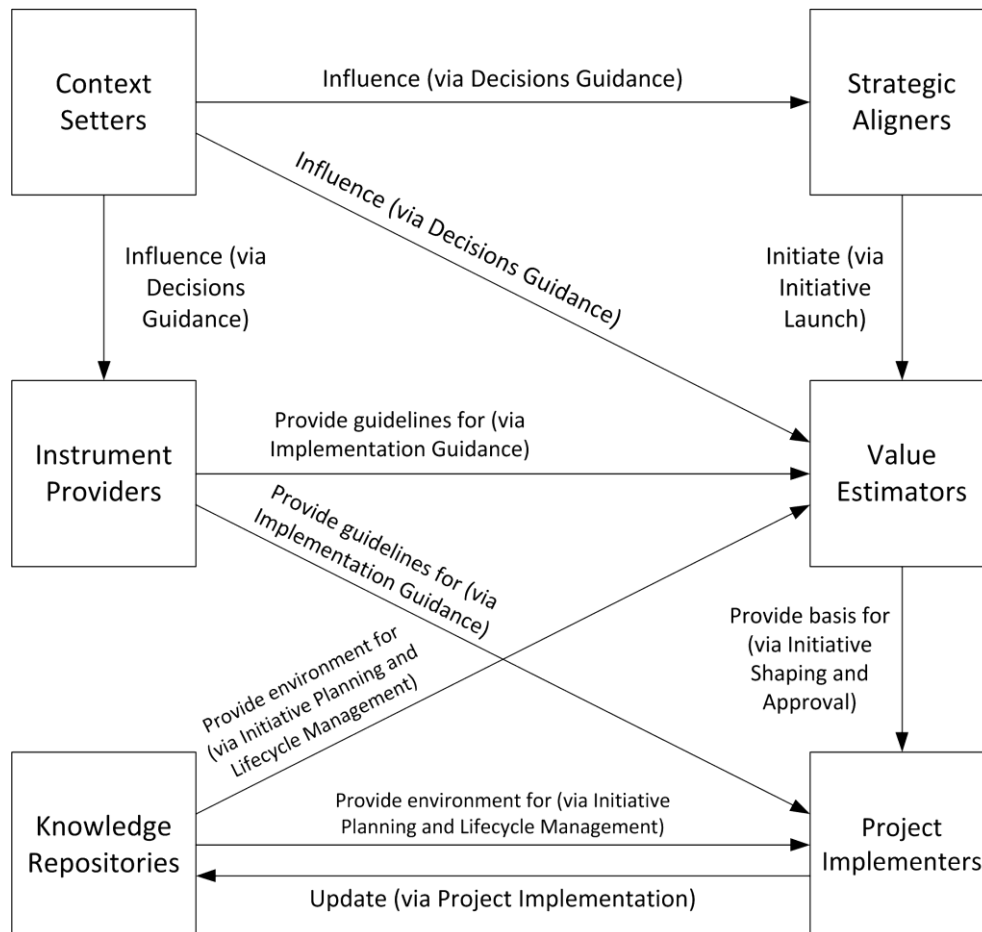 Context
Setters
Influence (via Decisions Guidance)
Strategic
Aligners
Influence (via Decisions Guidance)
Influence (via
Decisions
Guidance)
Initiate (via
Initiative
Launch)
Instrument
Providers
Provide guidelines for (via
Implementation Guidance)
Value
Estimators
Provide guidelines for (via
Implementation Guidance)
Provide environment for
(via Initiative Planning and
Lifecycle Management)
Provide basis for
(via Initiative
Shaping and
Approval)
Knowledge
Repositories
Provide environment for (via Initiative
Planning and Lifecycle Management)
Update (via Project Implementation)
Project
Implementers